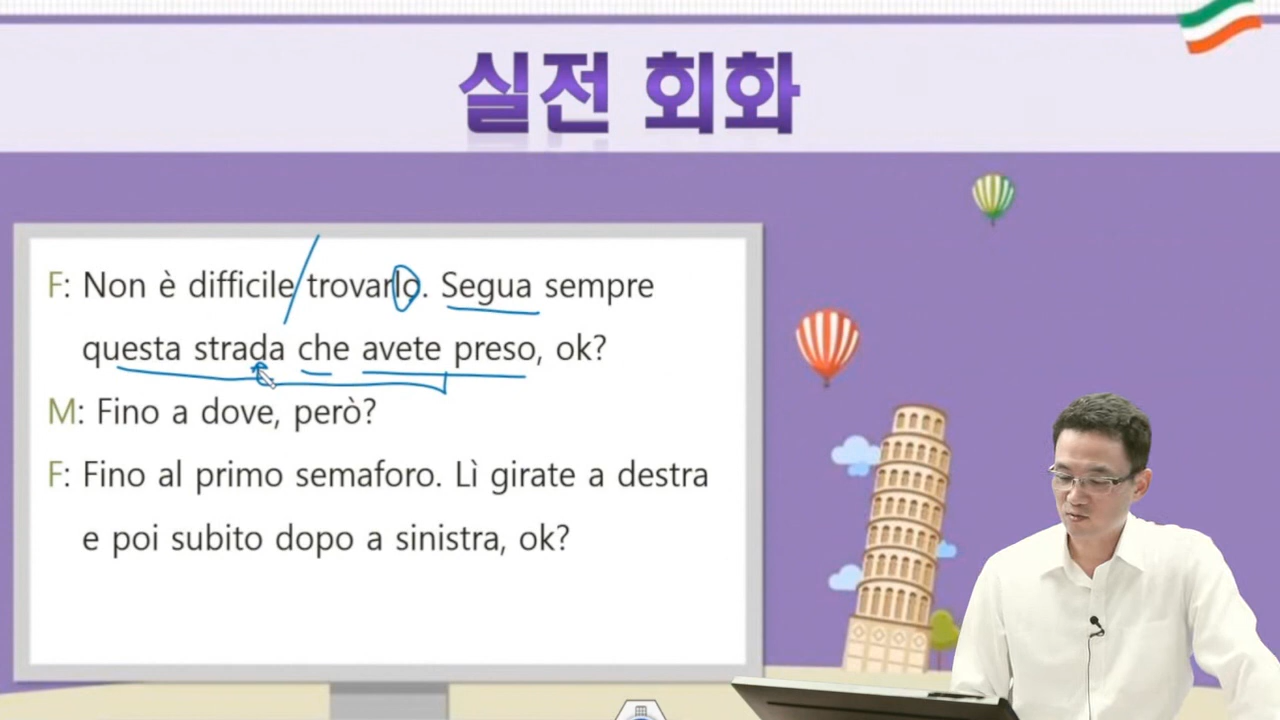 실전 회화
F: Non è difficile trovarlo. Segua sempre
questa strada che avete preso, ok?
M: Fino a dove, però?
F: Fino al primo semaforo. Lì girate a destra
e poi subito dopo a sinistra, ok?